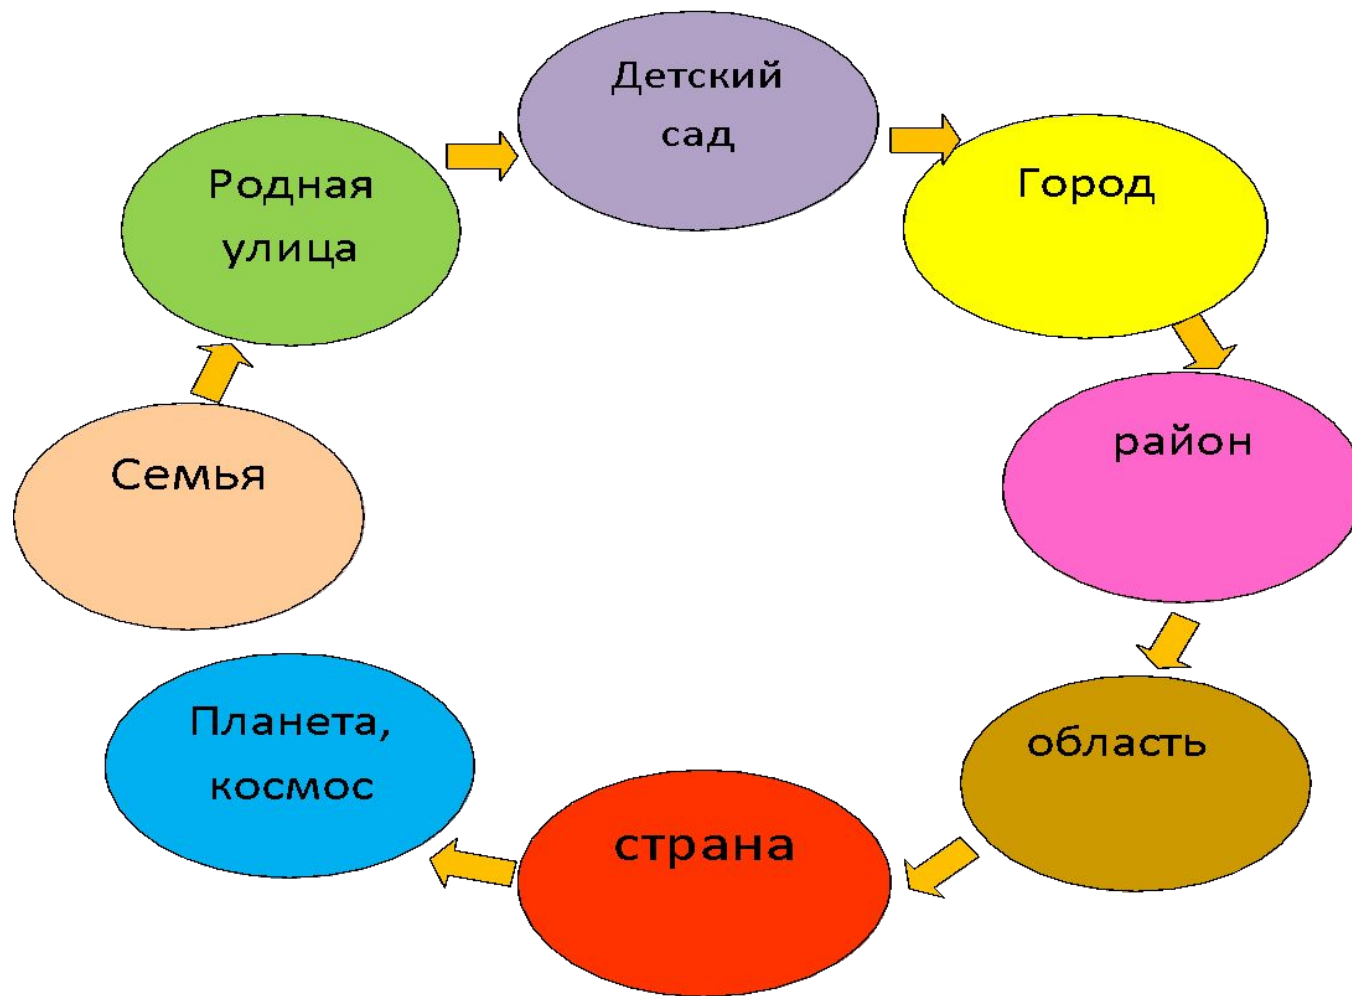 Семья
Родная
улица
Детский
сад
Город
район
область
страна
Планета,
космос